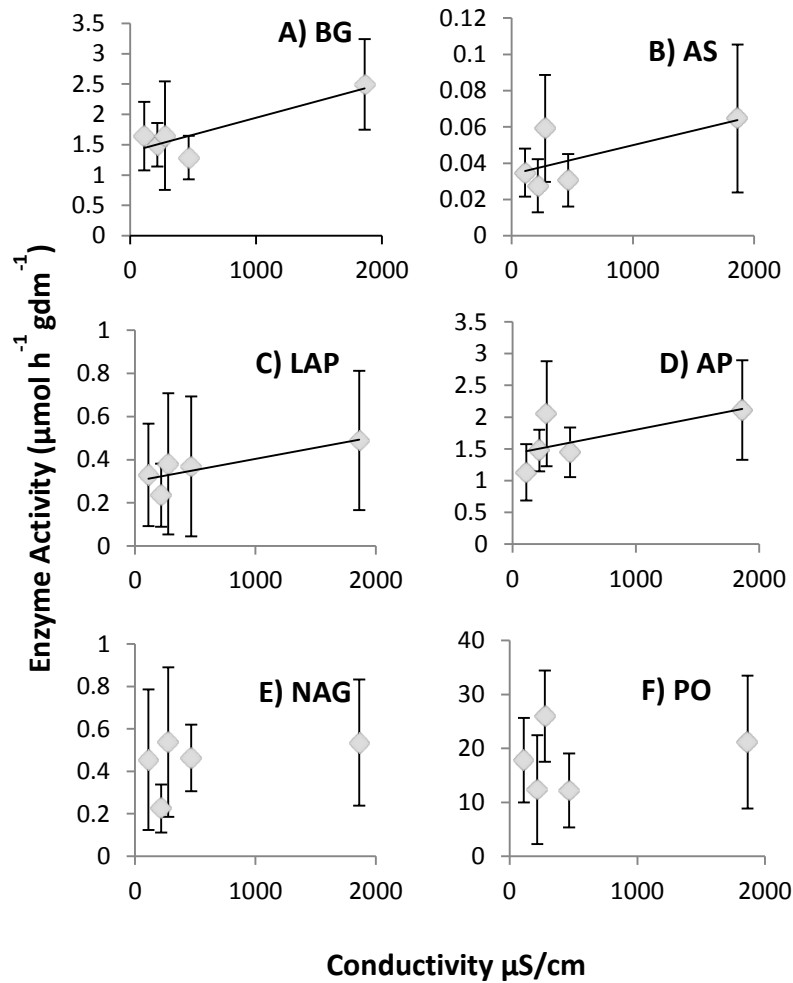 A) BG
3.5
3
2.5
2
1.5
1
0.5
0
0 1000 2000
B) AS
0.12
0.1
0.08
0.06
0.04
0.02
0
0 1000 2000
Enzyme Activity (µmol h⁻¹ gdm⁻¹)
C) LAP
1
0.8
0.6
0.4
0.2
0
0 1000 2000
D) AP
3.5
3
2.5
2
1.5
1
0.5
0
0 1000 2000
E) NAG
1
0.8
0.6
0.4
0.2
0
0 1000 2000
F) PO
40
30
20
10
0
0 1000 2000
Conductivity µS/cm